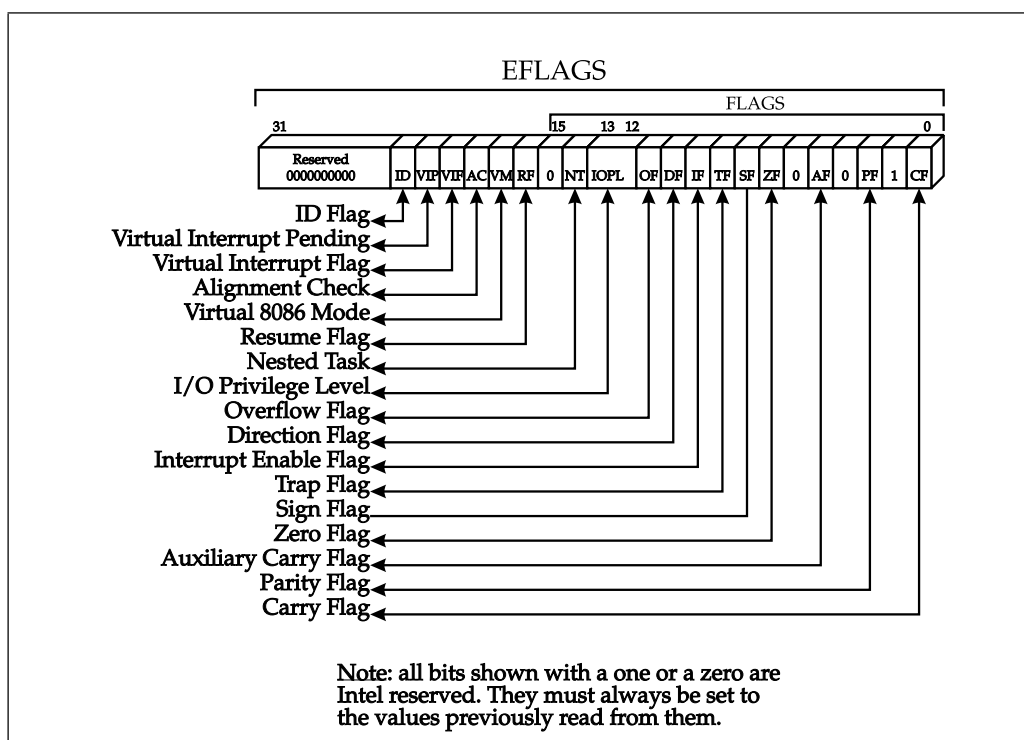 EFLAGS
FLAGS
31 15 13 12 0
Reserved
0000000000 ID VIP VIF AC VM RF 0 NT IOPL OF DF IF TF SF ZF 0 AF 0 PF 1 CF
ID Flag
Virtual Interrupt Pending
Virtual Interrupt Flag
Alignment Check
Virtual 8086 Mode
Resume Flag
Nested Task
I/O Privilege Level
Overflow Flag
Direction Flag
Interrupt Enable Flag
Trap Flag
Sign Flag
Zero Flag
Auxiliary Carry Flag
Parity Flag
Carry Flag
Note: all bits shown with a one or a zero are
Intel reserved. They must always be set to
the values previously read from them.